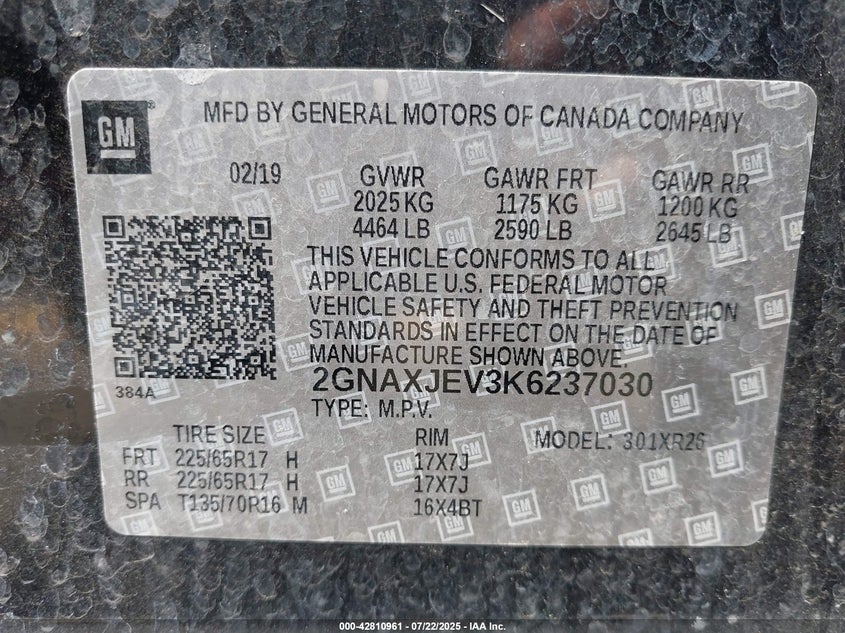 GM
MFD BY GENERAL MOTORS OF CANADA COMPANY
02/19 GVWR GAWR FRT GAWR RR
2025 KG 1175 KG 1200 KG
4464 LB 2590 LB 2645 LB
THIS VEHICLE CONFORMS TO ALL
APPLICABLE U.S. FEDERAL MOTOR
VEHICLE SAFETY AND THEFT PREVENTION
STANDARDS IN EFFECT ON THE DATE OF
MANUFACTURE SHOWN ABOVE.
384A
2GNAXJEV3K6237030
TYPE: M.P.V.
TIRE SIZE RIM MODEL: 301XR26
FRT 225/65R17 H 17X7J
RR 225/65R17 H 17X7J
SPA T135/70R16 M 16X4BT
000-42810961 - 07/22/2025 - IAA Inc.